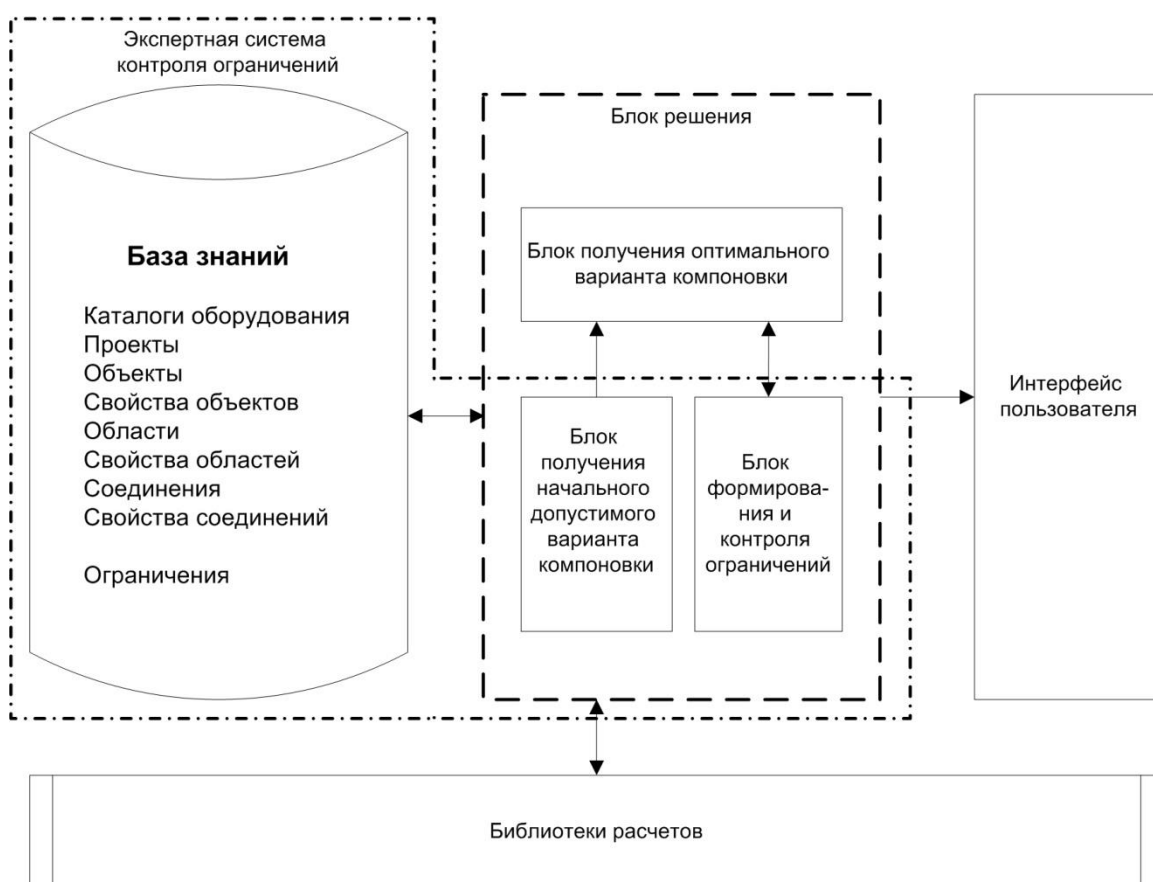 Экспертная система
контроля ограничений
База знаний
Каталоги оборудования
Проекты
Объекты
Свойства объектов
Области
Свойства областей
Соединения
Свойства соединений
Ограничения
Блок решения
Блок получения оптимального
варианта компоновки
Блок
получения
начального
допустимого
варианта
компоновки
Блок
формирова-
ния и
контроля
ограничений
Интерфейс
пользователя
Библиотеки расчетов